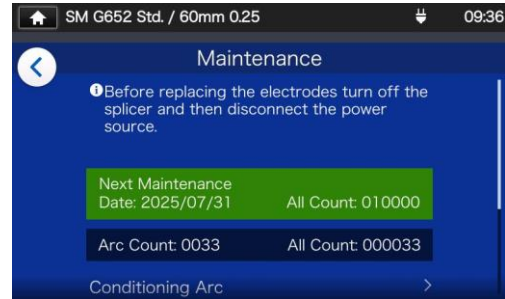 SM G652 Std. / 60mm 0.25
09:36
Maintenance
Before replacing the electrodes turn off the
splicer and then disconnect the power
source.
Next Maintenance
Date: 2025/07/31 All Count: 010000
Arc Count: 0033 All Count: 000033
Conditioning Arc